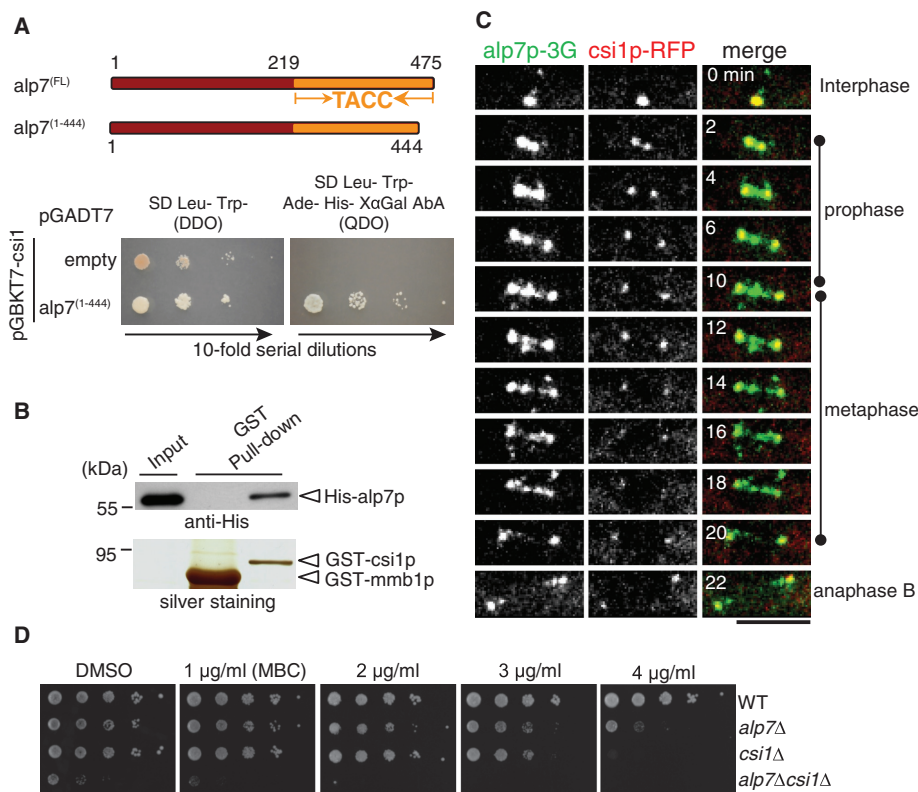 A
1 219 475
alp7(FL)
TACC
alp7(1-444)
1 444
pGADT7
SD Leu- Trp-
(DDO)
SD Leu- Trp-
Ade- His- XαGal AbA
(QDO)
pGBKT7-csi1
empty
alp7(1-444)
10-fold serial dilutions
B
Input
GST
Pull-down
(kDa)
55
His-alp7p
anti-His
95
GST-csi1p
GST-mmb1p
silver staining
C
alp7p-3G csi1p-RFP merge
0 min
Interphase
2
4
prophase
6
10
12
14
metaphase
16
18
20
22
anaphase B
D
DMSO 1 µg/ml (MBC) 2 µg/ml 3 µg/ml 4 µg/ml
WT
alp7Δ
csi1Δ
alp7Δcsi1Δ